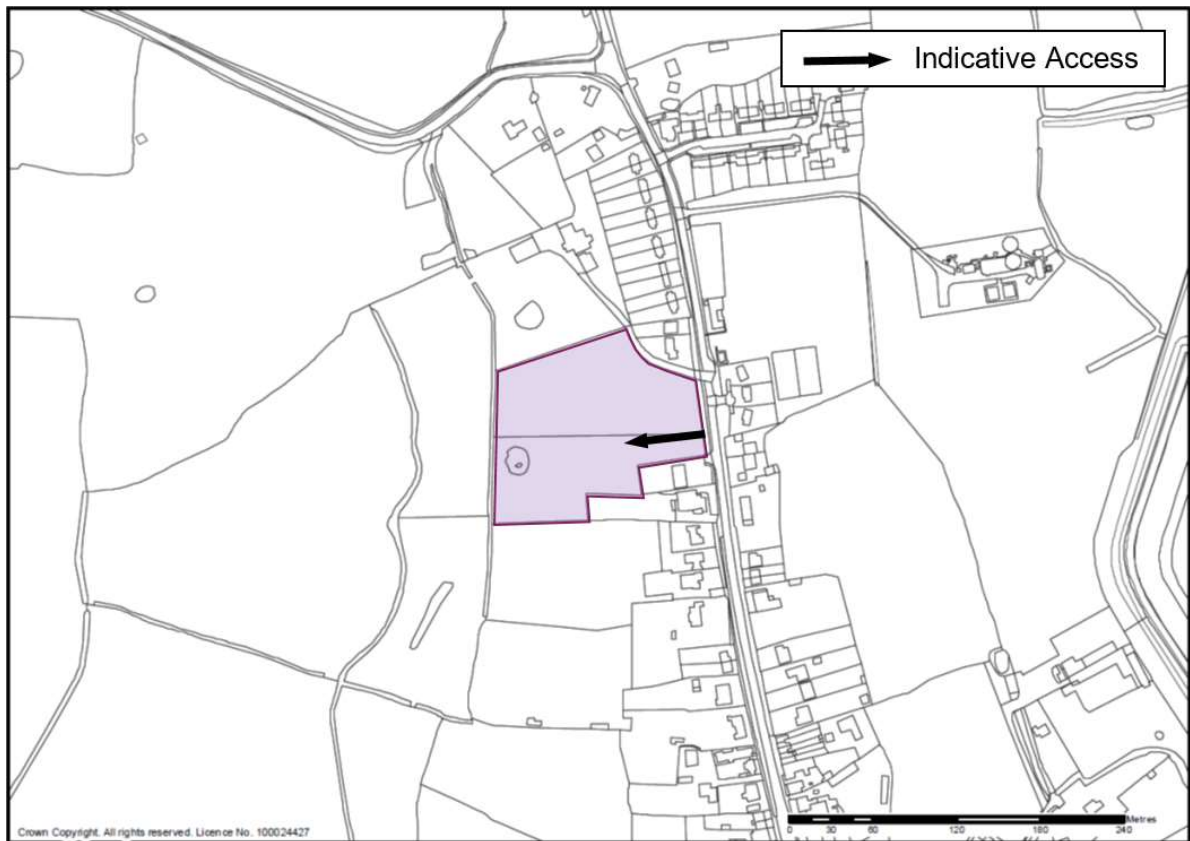 Indicative Access
Crown Copyright. All rights reserved. Licence No. 100024427
Metres
0 30 60 120 180 240